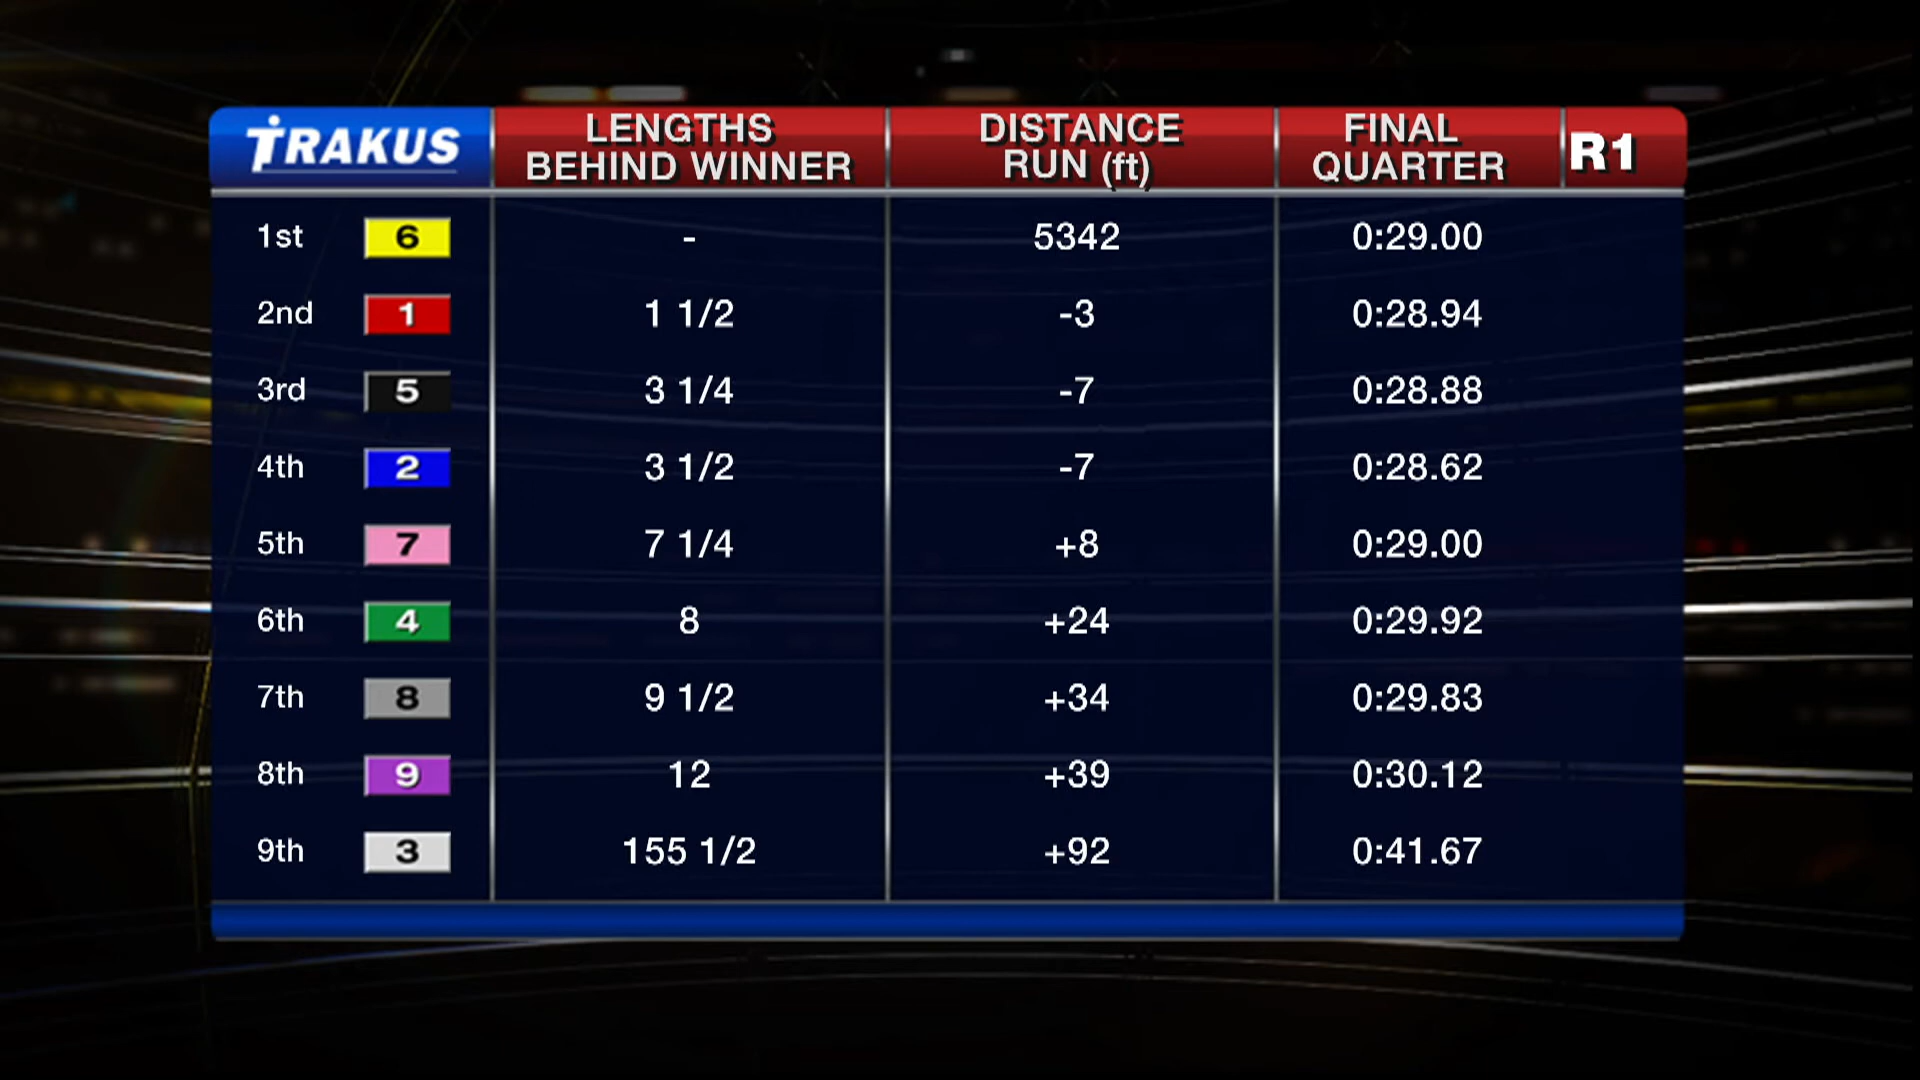 TRAKUS LENGTHS BEHIND WINNER DISTANCE RUN (ft) FINAL QUARTER R1
1st 6 - 5342 0:29.00
2nd 1 1 1/2 -3 0:28.94
3rd 5 3 1/4 -7 0:28.88
4th 2 3 1/2 -7 0:28.62
5th 7 7 1/4 +8 0:29.00
6th 4 8 +24 0:29.92
7th 8 9 1/2 +34 0:29.83
8th 9 12 +39 0:30.12
9th 3 155 1/2 +92 0:41.67